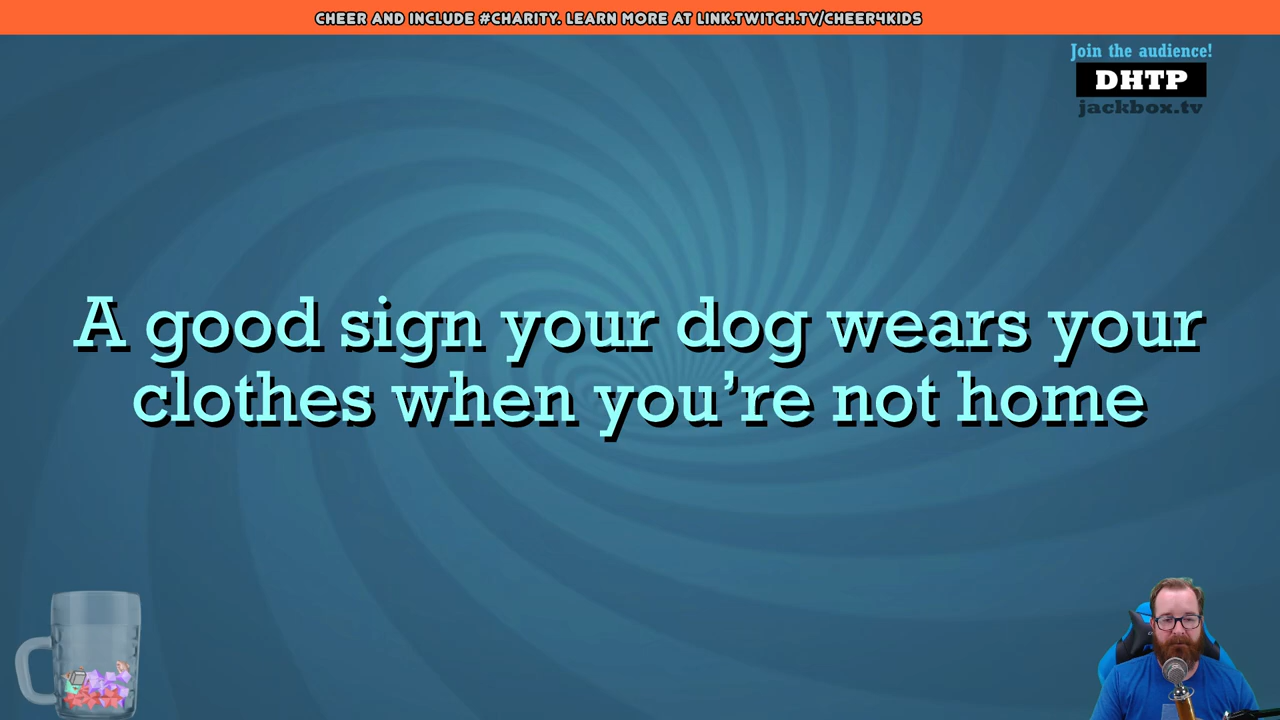 CHEER AND INCLUDE #CHARITY. LEARN MORE AT LINK.TWITCH.TV/CHEER4KIDS
Join the audience!
DHTP
jackbox.tv
A good sign your dog wears your
clothes when you’re not home